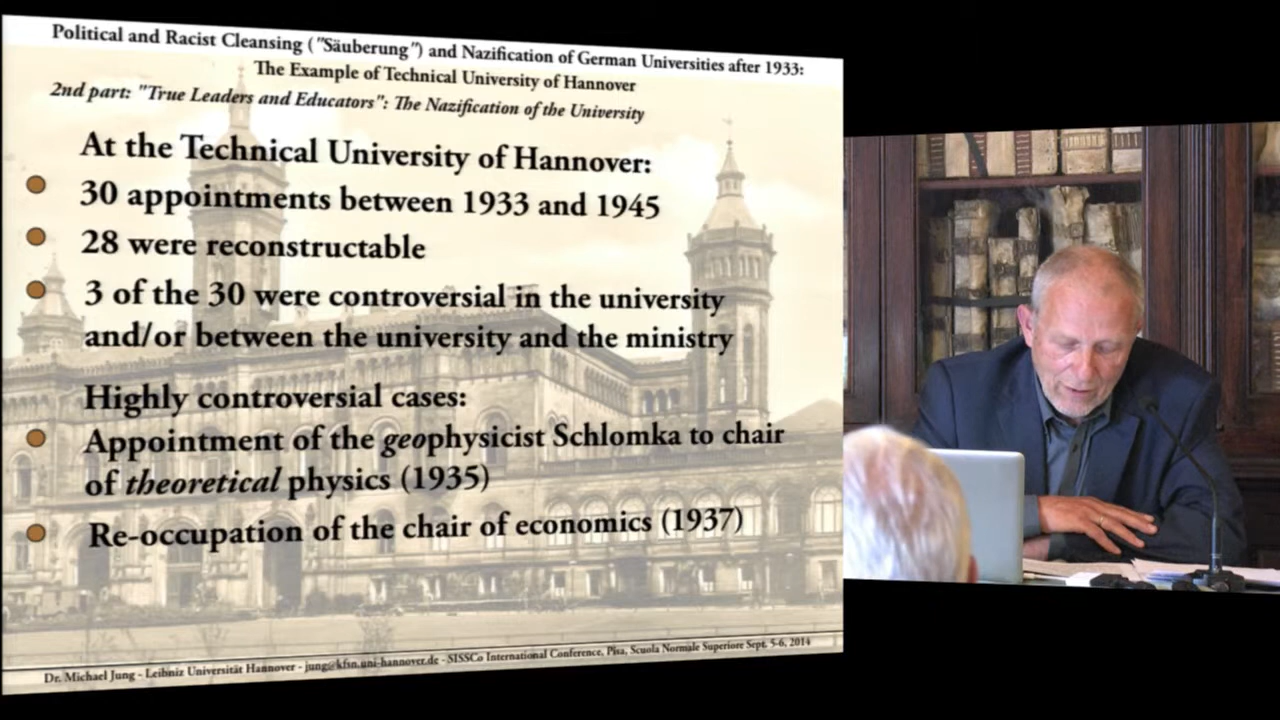 Political and Racist Cleansing ("Säuberung") and Nazification of German Universities after 1933:
The Example of Technical University of Hannover
2nd part: "True Leaders and Educators": The Nazification of the University
At the Technical University of Hannover:
30 appointments between 1933 and 1945
28 were reconstructable
3 of the 30 were controversial in the university
and/or between the university and the ministry
Highly controversial cases:
Appointment of the geophysicist Schlomka to chair
of theoretical physics (1935)
Re-occupation of the chair of economics (1937)
Dr. Michael Jung - Leibniz Universität Hannover - jung@kfsn.uni-hannover.de - SISSCo International Conference, Pisa, Scuola Normale Superiore Sept. 5-6, 2014